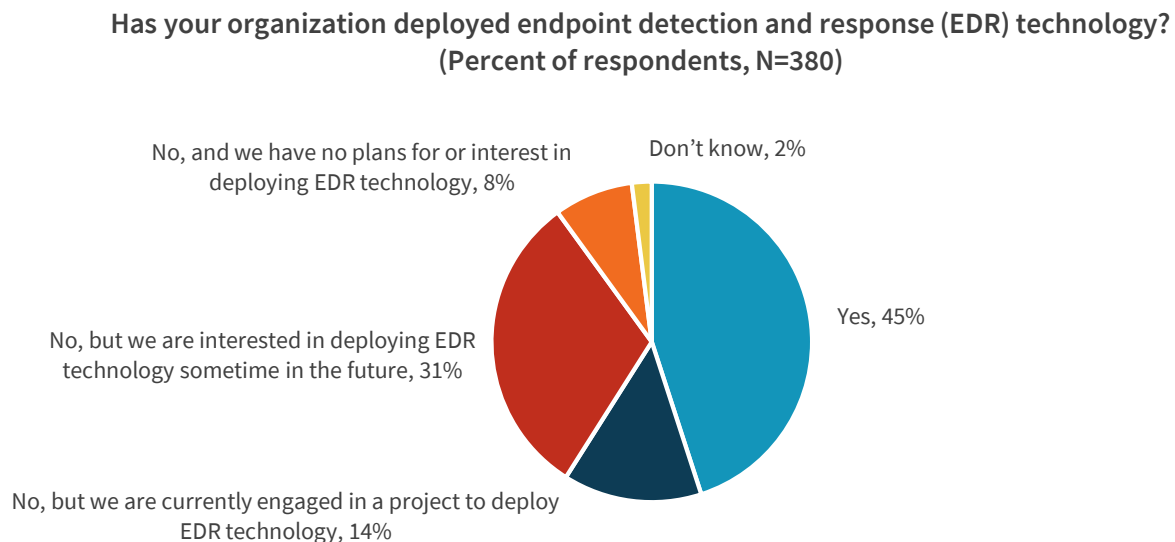 Has your organization deployed endpoint detection and response (EDR) technology?
(Percent of respondents, N=380)
No, and we have no plans for or interest in
deploying EDR technology, 8%
Don’t know, 2%
Yes, 45%
No, but we are interested in deploying EDR
technology sometime in the future, 31%
No, but we are currently engaged in a project to deploy
EDR technology, 14%